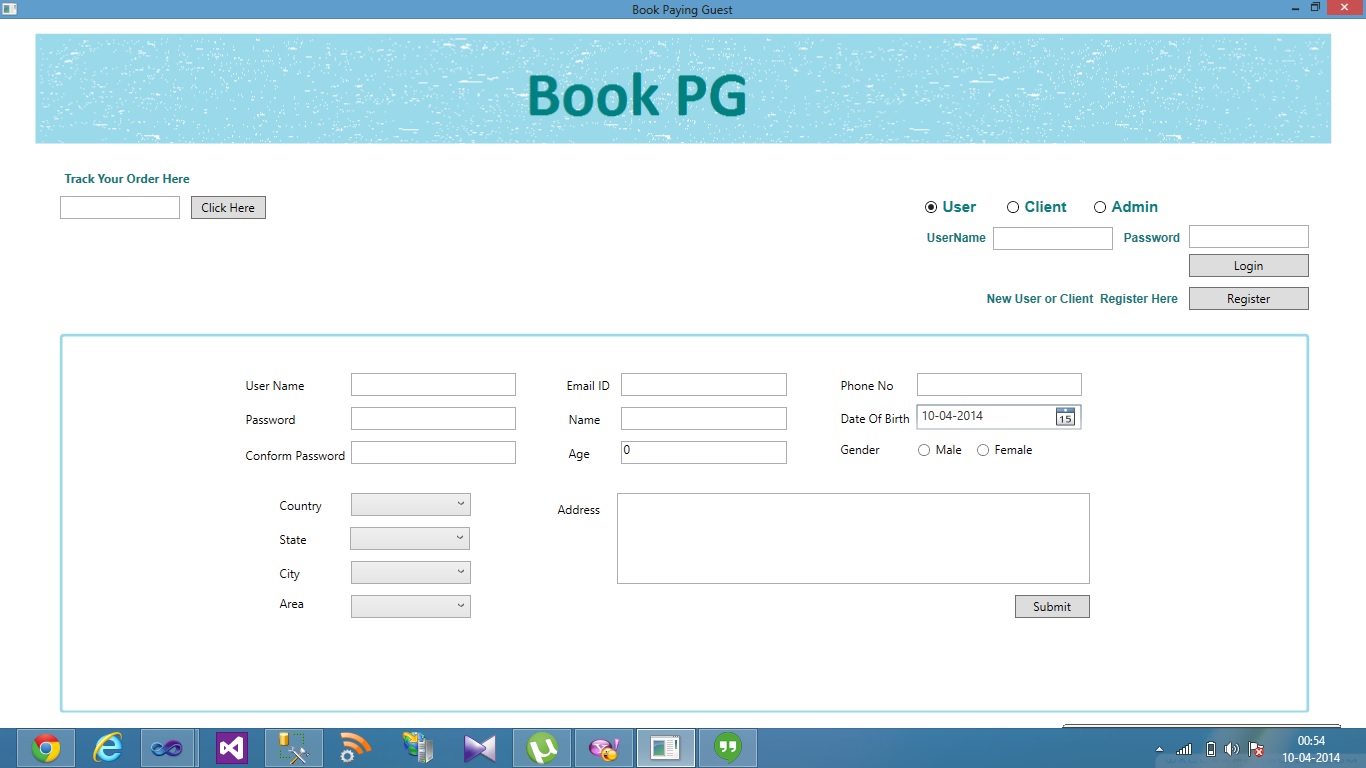 Book Paying Guest
Book PG
Track Your Order Here
Click Here
User Client Admin
UserName Password
Login
New User or Client Register Here Register
User Name Email ID Phone No
Password Name Date Of Birth 10-04-2014 15
Conform Password Age 0 Gender Male Female
Country Address
State
City
Area
Submit
00:54
10-04-2014